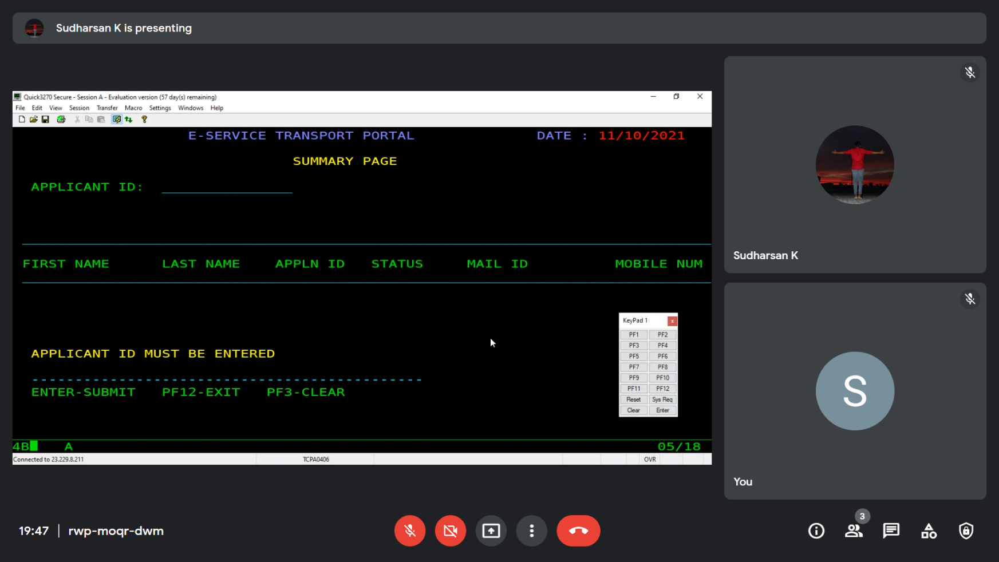 Sudharsan K is presenting
Quick3270 Secure - Session A - Evaluation version (57 day(s) remaining)
File Edit View Session Transfer Macro Settings Windows Help
E-SERVICE TRANSPORT PORTAL DATE : 11/10/2021
SUMMARY PAGE
APPLICANT ID: _______________
FIRST NAME LAST NAME APPLN ID STATUS MAIL ID MOBILE NUM
KeyPad 1 x
PF1 PF2
PF3 PF4
PF5 PF6
PF7 PF8
PF9 PF10
PF11 PF12
Reset Sys Req
Clear Enter
APPLICANT ID MUST BE ENTERED
---------------------------------------------
ENTER-SUBMIT PF12-EXIT PF3-CLEAR
4B A 05/18
Connected to 23.229.8.211 TCPA0406 OVR
Sudharsan K
S
You
19:47 | rwp-moqr-dwm
3